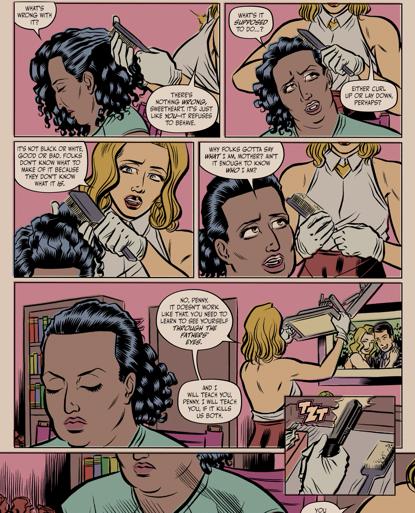 WHAT'S
WRONG WITH
IT?
THERE'S
NOTHING WRONG,
SWEETHEART. IT'S JUST
LIKE YOU—IT REFUSES
TO BEHAVE.
WHAT'S IT
SUPPOSED
TO DO...?
EITHER CURL
UP OR LAY DOWN,
PERHAPS?
IT'S NOT BLACK OR WHITE,
GOOD OR BAD. FOLKS
DON'T KNOW WHAT TO
MAKE OF IT BECAUSE
THEY DON'T KNOW
WHAT IT IS.
WHY FOLKS GOTTA SAY
WHAT I AM, MOTHER? AIN'T
IT ENOUGH TO KNOW
WHO I AM?
NO, PENNY.
IT DOESN'T WORK
LIKE THAT. YOU NEED TO
LEARN TO SEE YOURSELF
THROUGH THE
FATHERS'
EYES.
AND I
WILL TEACH YOU,
PENNY. I WILL TEACH
YOU, IF IT KILLS
US BOTH.
TZT
YOU